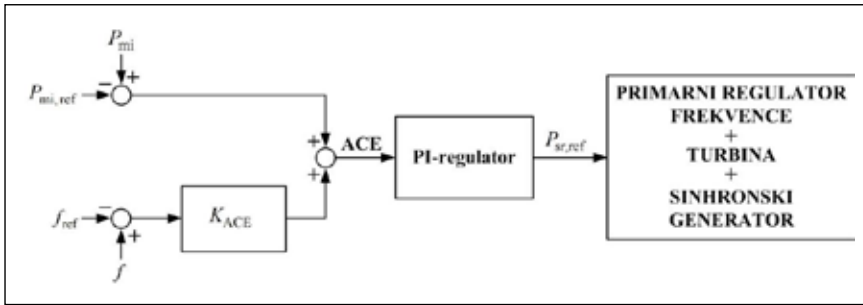 P_mi
P_mi,ref
− +
+
+
ACE
PI-regulator
P_sr,ref
PRIMARNI REGULATOR
FREKVENCE
+
TURBINA
+
SINHRONSKI
GENERATOR
f_ref
−
+
K_ACE
f